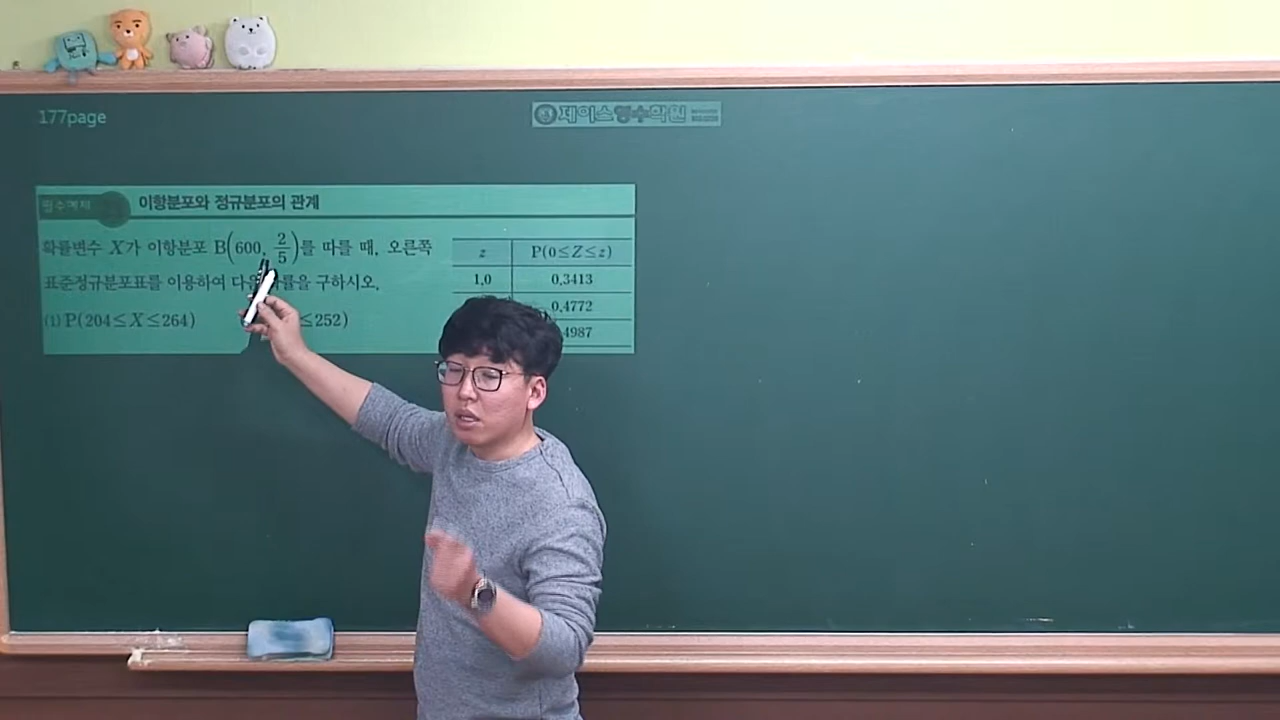 177page
제이스영수학원
필수예제
이항분포와 정규분포의 관계
확률변수 X가 이항분포 B(600, 2/5)를 따를 때, 오른쪽
표준정규분포표를 이용하여 다음 확률을 구하시오.
(1) P(204≤X≤264) ≤252)
z P(0≤Z≤z)
1.0 0.3413
0.4772
4987